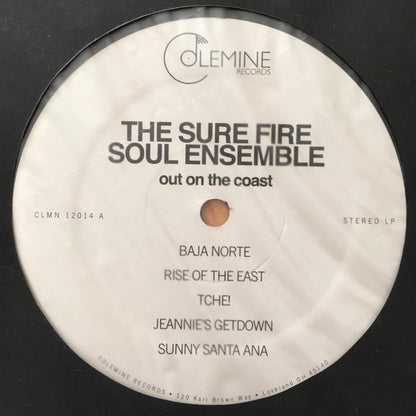 COLEMINE
RECORDS
THE SURE FIRE
SOUL ENSEMBLE
out on the coast
CLMN 12014 A
STEREO LP
BAJA NORTE
RISE OF THE EAST
TCHE!
JEANNIE'S GETDOWN
SUNNY SANTA ANA
COLEMINE RECORDS • 120 Karl Brown Way • Loveland OH 45140